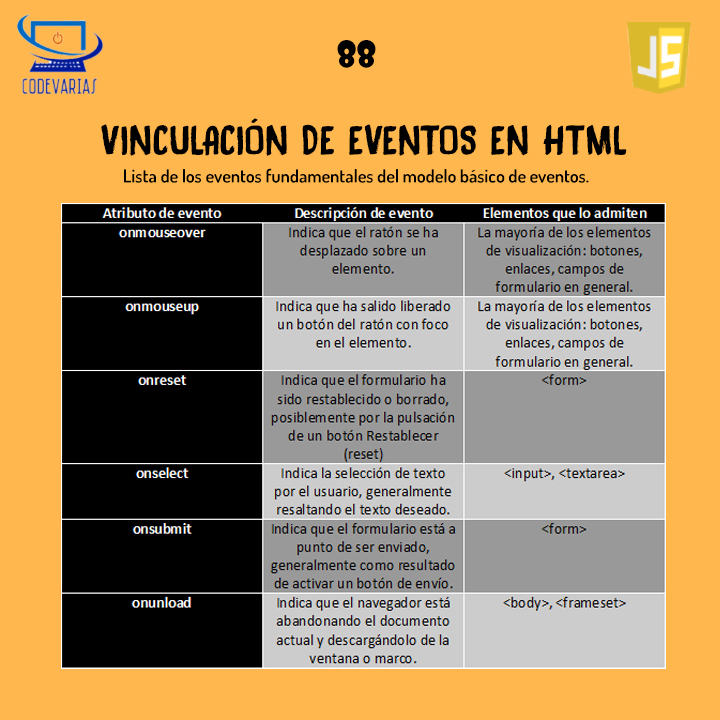 CODEVARIAS
88
JS
VINCULACIÓN DE EVENTOS EN HTML
Lista de los eventos fundamentales del modelo básico de eventos.
Atributo de evento Descripción de evento Elementos que lo admiten
onmouseover
Indica que el ratón se ha
desplazado sobre un
elemento.
La mayoría de los elementos
de visualización: botones,
enlaces, campos de
formulario en general.
onmouseup
Indica que ha salido liberado
un botón del ratón con foco
en el elemento.
La mayoría de los elementos
de visualización: botones,
enlaces, campos de
formulario en general.
onreset
Indica que el formulario ha
sido restablecido o borrado,
posiblemente por la pulsación
de un botón Restablecer
(reset)
<form>
onselect
Indica la selección de texto
por el usuario, generalmente
resaltando el texto deseado.
<input>, <textarea>
onsubmit
Indica que el formulario está a
punto de ser enviado,
generalmente como resultado
de activar un botón de envío.
<form>
onunload
Indica que el navegador está
abandonando el documento
actual y descargándolo de la
ventana o marco.
<body>, <frameset>